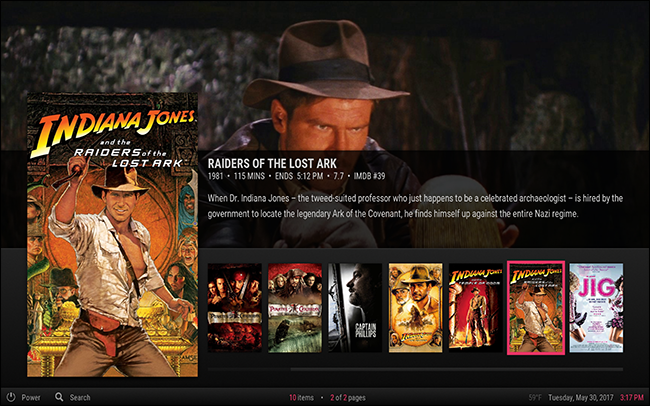 INDIANA JONES
and the
RAIDERS of the
LOST ARK
RAIDERS OF THE LOST ARK
1981 • 115 MINS • ENDS 5:12 PM • 7.7 • IMDB #39
When Dr. Indiana Jones – the tweed-suited professor who just happens to be a celebrated archaeologist – is hired by the
government to locate the legendary Ark of the Covenant, he finds himself up against the entire Nazi regime.
CAPTAIN
PHILLIPS
INDIANA JONES
TEMPLE OF DOOM
INDIANA JONES
JIG
Power
Search
10 items • 2 of 2 pages
59°F
Tuesday, May 30, 2017
3:17 PM